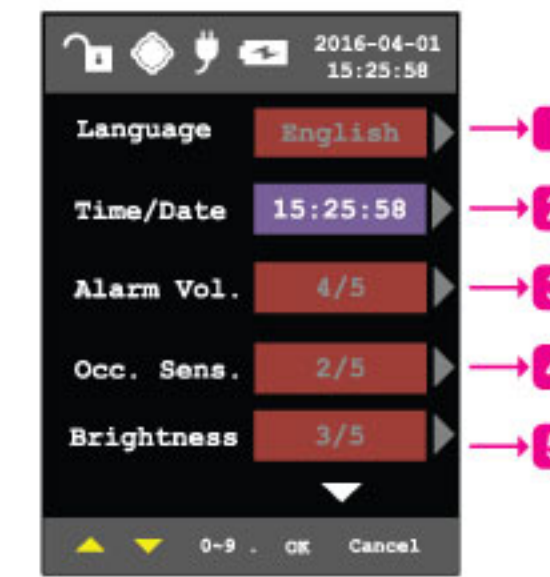 2016-04-01
15:25:58
Language English
Time/Date 15:25:58
Alarm Vol. 4/5
Occ. Sens. 2/5
Brightness 3/5
0~9 . OK Cancel